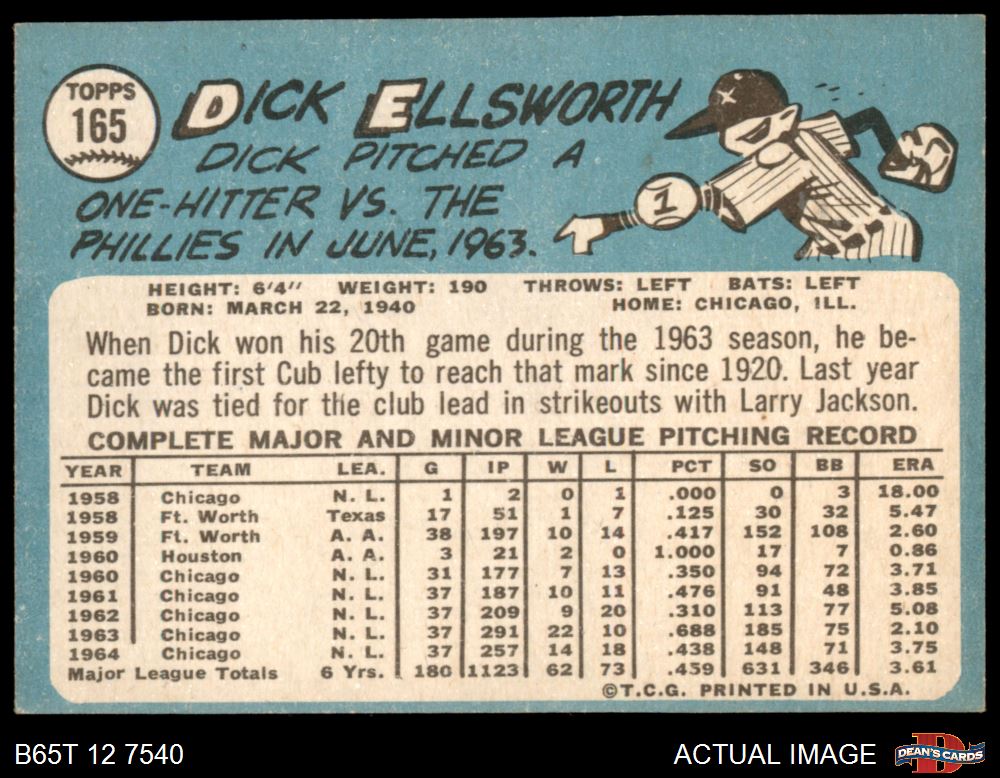 TOPPS
165
DICK ELLSWORTH
DICK PITCHED A
ONE-HITTER VS. THE
PHILLIES IN JUNE, 1963.
1
HEIGHT: 6'4" WEIGHT: 190 THROWS: LEFT BATS: LEFT
BORN: MARCH 22, 1940 HOME: CHICAGO, ILL.
When Dick won his 20th game during the 1963 season, he be-
came the first Cub lefty to reach that mark since 1920. Last year
Dick was tied for the club lead in strikeouts with Larry Jackson.
COMPLETE MAJOR AND MINOR LEAGUE PITCHING RECORD
YEAR TEAM LEA. G IP W L PCT SO BB ERA
1958 Chicago N. L. 1 2 0 1 .000 0 3 18.00
1958 Ft. Worth Texas 17 51 1 7 .125 30 32 5.47
1959 Ft. Worth A. A. 38 197 10 14 .417 152 108 2.60
1960 Houston A. A. 3 21 2 0 1.000 17 7 0.86
1960 Chicago N. L. 31 177 7 13 .350 94 72 3.71
1961 Chicago N. L. 37 187 10 11 .476 91 48 3.85
1962 Chicago N. L. 37 209 9 20 .310 113 77 5.08
1963 Chicago N. L. 37 291 22 10 .688 185 75 2.10
1964 Chicago N. L. 37 257 14 18 .438 148 71 3.75
Major League Totals 6 Yrs. 180 1123 62 73 .459 631 346 3.61
©T.C.G. PRINTED IN U.S.A.
B65T 12 7540
ACTUAL IMAGE
DEAN'S CARDS